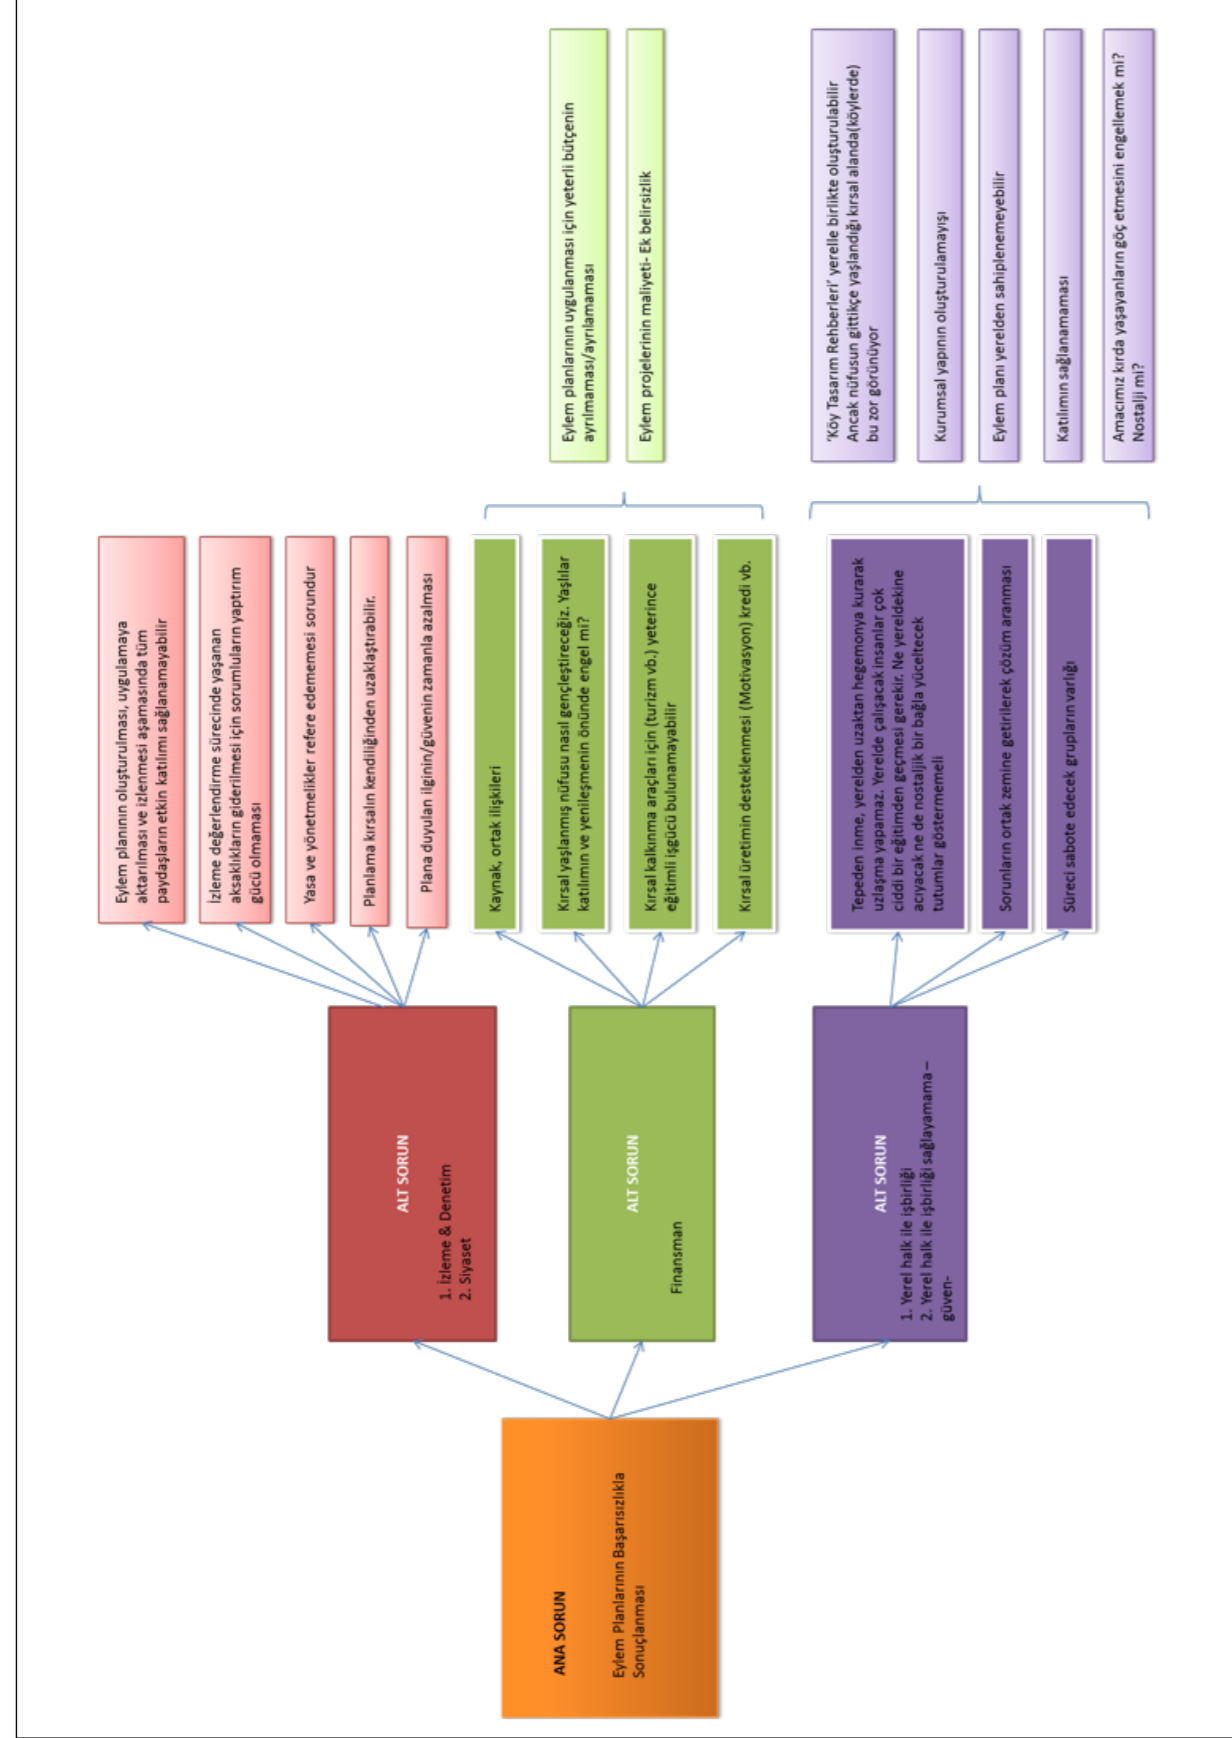 ANA SORUN
Eylem Planlarının Başarısızlıkla
Sonuçlanması
ALT SORUN
1. İzleme & Denetim
2. Siyaset
Eylem planının oluşturulması, uygulamaya
aktarılması ve izlenmesi aşamasında tüm
paydaşların etkin katılımı sağlanamayabilir
İzleme değerlendirme sürecinde yaşanan
aksaklıkların giderilmesi için sorumluların yaptırım
gücü olmaması
Yasa ve yönetmelikler refere edememesi sorundur
Planlama kırsalın kendiliğinden uzaklaştırabilir.
Plana duyulan ilginin/güvenin zamanla azalması
ALT SORUN
Finansman
Kaynak, ortak ilişkileri
Kırsal yaşlanmış nüfusu nasıl gençleştireceğiz. Yaşlılar
katılımın ve yenileşmenin önünde engel mi?
Kırsal kalkınma araçları için (turizm vb.) yeterince
eğitimli işgücü bulunamayabilir
Kırsal üretimin desteklenmesi (Motivasyon) kredi vb.
Eylem planlarının uygulanması için yeterli bütçenin
ayrılmaması/ayrılamaması
Eylem projelerinin maliyeti- Ek belirsizlik
ALT SORUN
1. Yerel halk ile işbirliği
2. Yerel halk ile işbirliği sağlayamama –
güven-
Tepeden inme, yerelden uzaktan hegemonya kurarak
uzlaşma yapamaz. Yerelde çalışacak insanlar çok
ciddi bir eğitimden geçmesi gerekir. Ne yereldekine
acıyacak ne de nostaljik bir bağla yüceltecek
tutumlar göstermemeli
Sorunların ortak zemine getirilerek çözüm aranması
Süreci sabote edecek grupların varlığı
'Köy Tasarım Rehberleri' yerelle birlikte oluşturulabilir
Ancak nüfusun gittikçe yaşlandığı kırsal alanda(köylerde)
bu zor görünüyor
Kurumsal yapının oluşturulamayışı
Eylem planı yerelden sahiplenemeyebilir
Katılımın sağlanamaması
Amacımız kırda yaşayanların göç etmesini engellemek mi?
Nostalji mi?